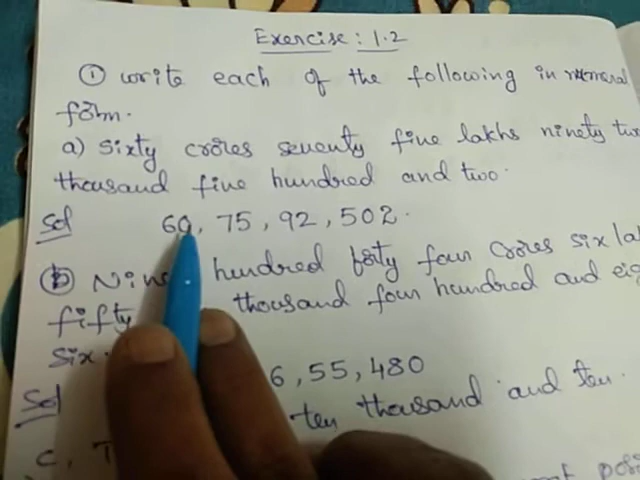 Exercise : 1.2
① write each of the following in numeral
form.
a) Sixty crores seventy five lakhs ninety two
thousand five hundred and two.
Sol 60, 75, 92, 502.
ⓑ Nine hundred forty four crores six
fifty thousand four hundred and
six.
Sol 6, 55, 480
c, ten thousand and ten.